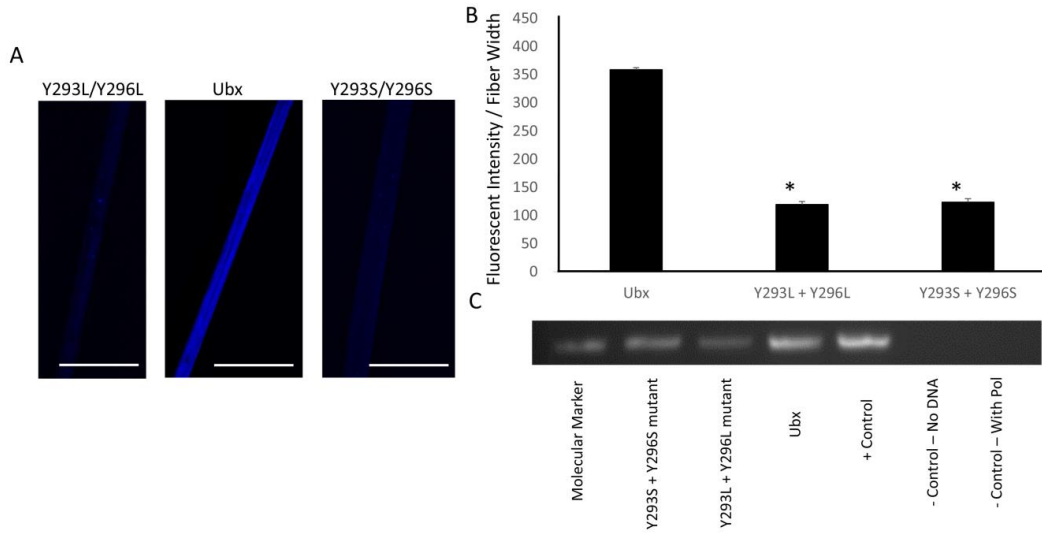 A
Y293L/Y296L
Ubx
Y293S/Y296S
B
Fluorescent Intensity / Fiber Width
450
400
350
300
250
200
150
100
50
0
*
*
Ubx
Y293L + Y296L
Y293S + Y296S
C
Molecular Marker
Y293S + Y296S mutant
Y293L + Y296L mutant
Ubx
+ Control
- Control – No DNA
- Control – With Pol